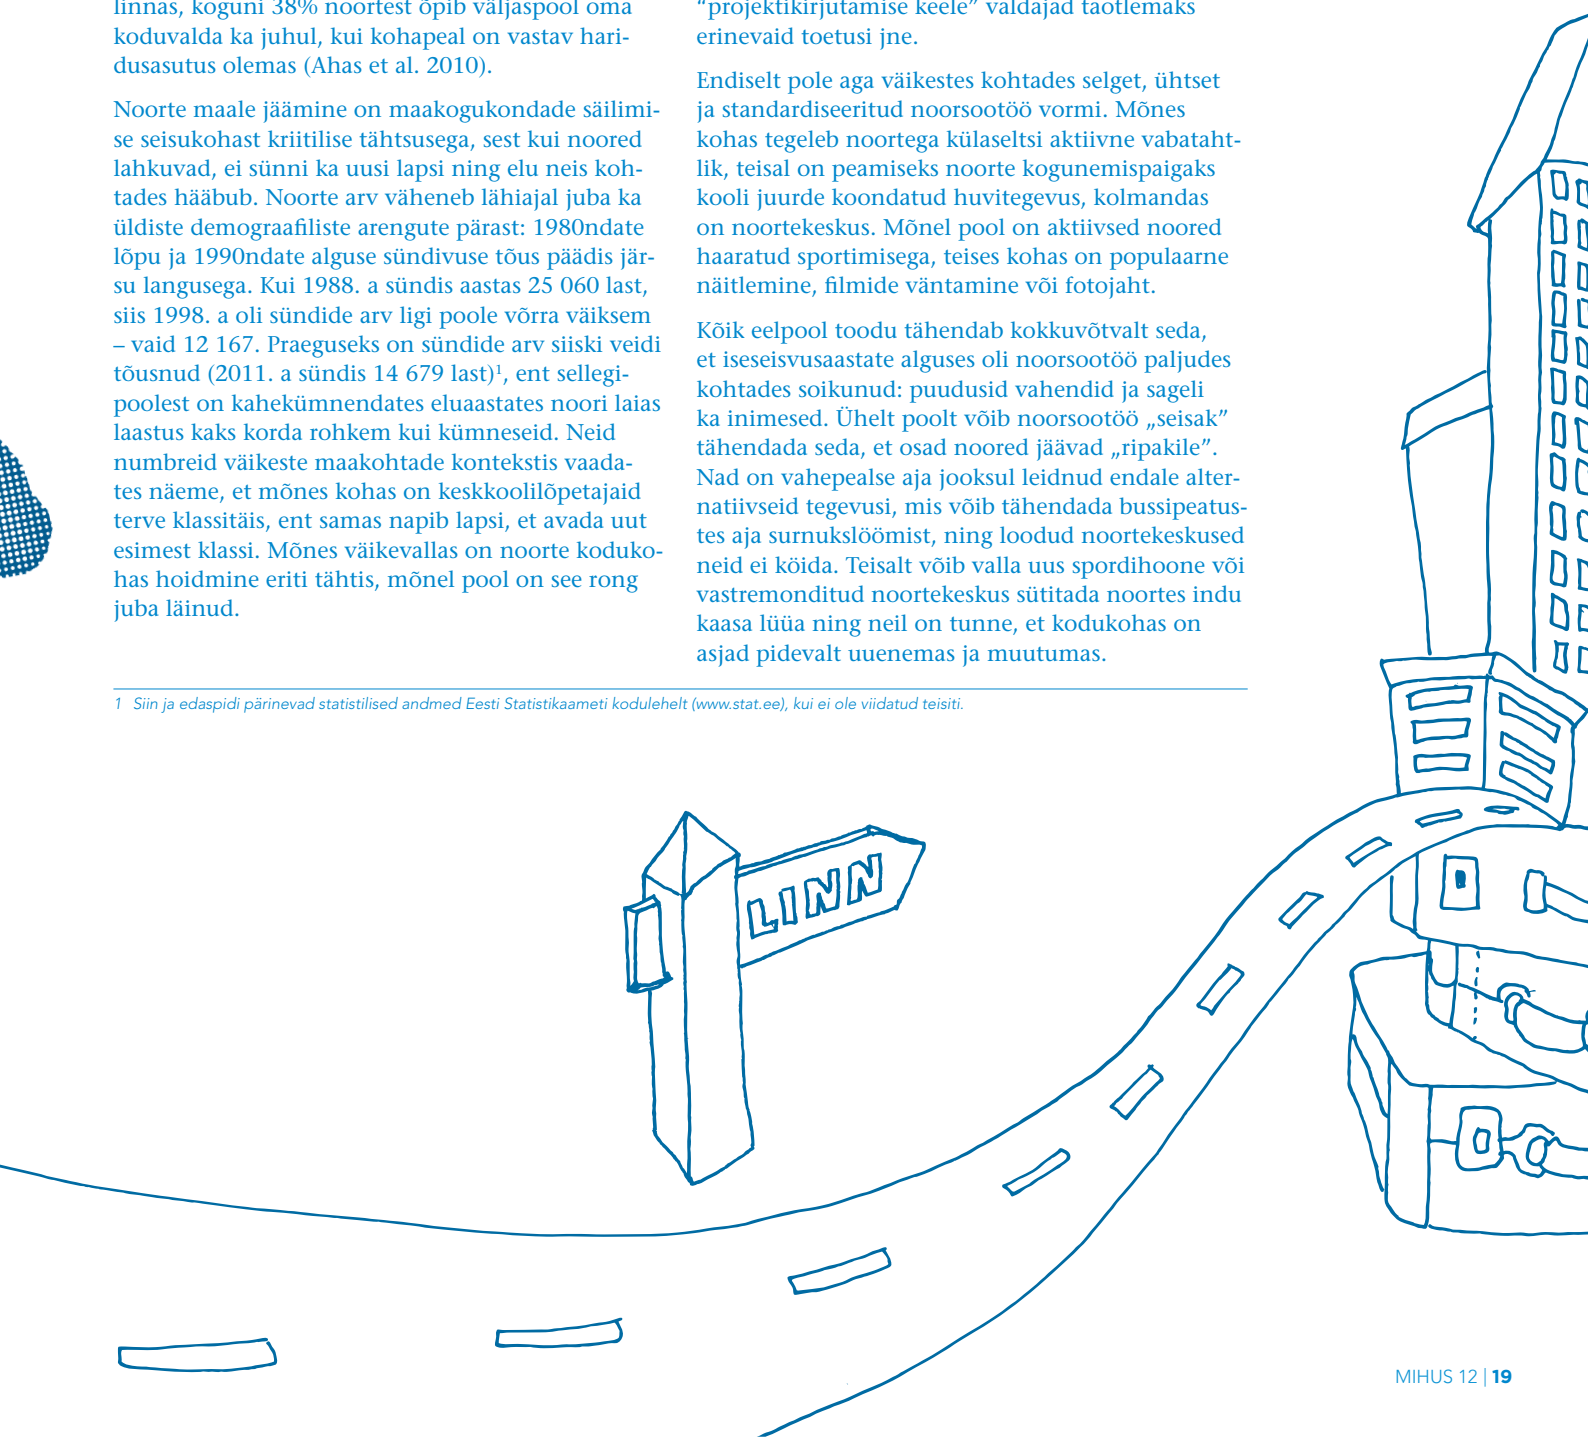 linnas, koguni 38% noortest õpib väljaspool oma
koduvalda ka juhul, kui kohapeal on vastav hari-
dusasutus olemas (Ahas et al. 2010).
Noorte maale jäämine on maakogukondade säilimi-
se seisukohast kriitilise tähtsusega, sest kui noored
lahkuvad, ei sünni ka uusi lapsi ning elu neis koh-
tades hääbub. Noorte arv väheneb lähiajal juba ka
üldiste demograafiliste arengute pärast: 1980ndate
lõpu ja 1990ndate alguse sündivuse tõus päädis jär-
su langusega. Kui 1988. a sündis aastas 25 060 last,
siis 1998. a oli sündide arv ligi poole võrra väiksem
– vaid 12 167. Praeguseks on sündide arv siiski veidi
tõusnud (2011. a sündis 14 679 last)¹, ent sellegi-
poolest on kahekümnendates eluaastates noori laias
laastus kaks korda rohkem kui kümneseid. Neid
numbreid väikeste maakohtade kontekstis vaada-
tes näeme, et mõnes kohas on keskkoolilõpetajaid
terve klassitäis, ent samas napib lapsi, et avada uut
esimest klassi. Mõnes väikevallas on noorte koduko-
has hoidmine eriti tähtis, mõnel pool on see rong
juba läinud.
“projektikirjutamise keele” valdajad taotlemaks
erinevaid toetusi jne.
Endiselt pole aga väikestes kohtades selget, ühtset
ja standardiseeritud noorsootöö vormi. Mõnes
kohas tegeleb noortega külaseltsi aktiivne vabataht-
lik, teisal on peamiseks noorte kogunemispaigaks
kooli juurde koondatud huvitegevus, kolmandas
on noortekeskus. Mõnel pool on aktiivsed noored
haaratud sportimisega, teises kohas on populaarne
näitlemine, filmide väntamine või fotojaht.
Kõik eelpool toodu tähendab kokkuvõtvalt seda,
et iseseisvusaastate alguses oli noorsootöö paljudes
kohtades soikunud: puudusid vahendid ja sageli
ka inimesed. Ühelt poolt võib noorsootöö „seisak”
tähendada seda, et osad noored jäävad „ripakile”.
Nad on vahepealse aja jooksul leidnud endale alter-
natiivseid tegevusi, mis võib tähendada bussipeatus-
tes aja surnukslöömist, ning loodud noortekeskused
neid ei köida. Teisalt võib valla uus spordihoone või
vastremonditud noortekeskus sütitada noortes indu
kaasa lüüa ning neil on tunne, et kodukohas on
asjad pidevalt uuenemas ja muutumas.
1 Siin ja edaspidi pärinevad statistilised andmed Eesti Statistikaameti kodulehelt (www.stat.ee), kui ei ole viidatud teisiti.
LINN
MIHUS 12 | 19